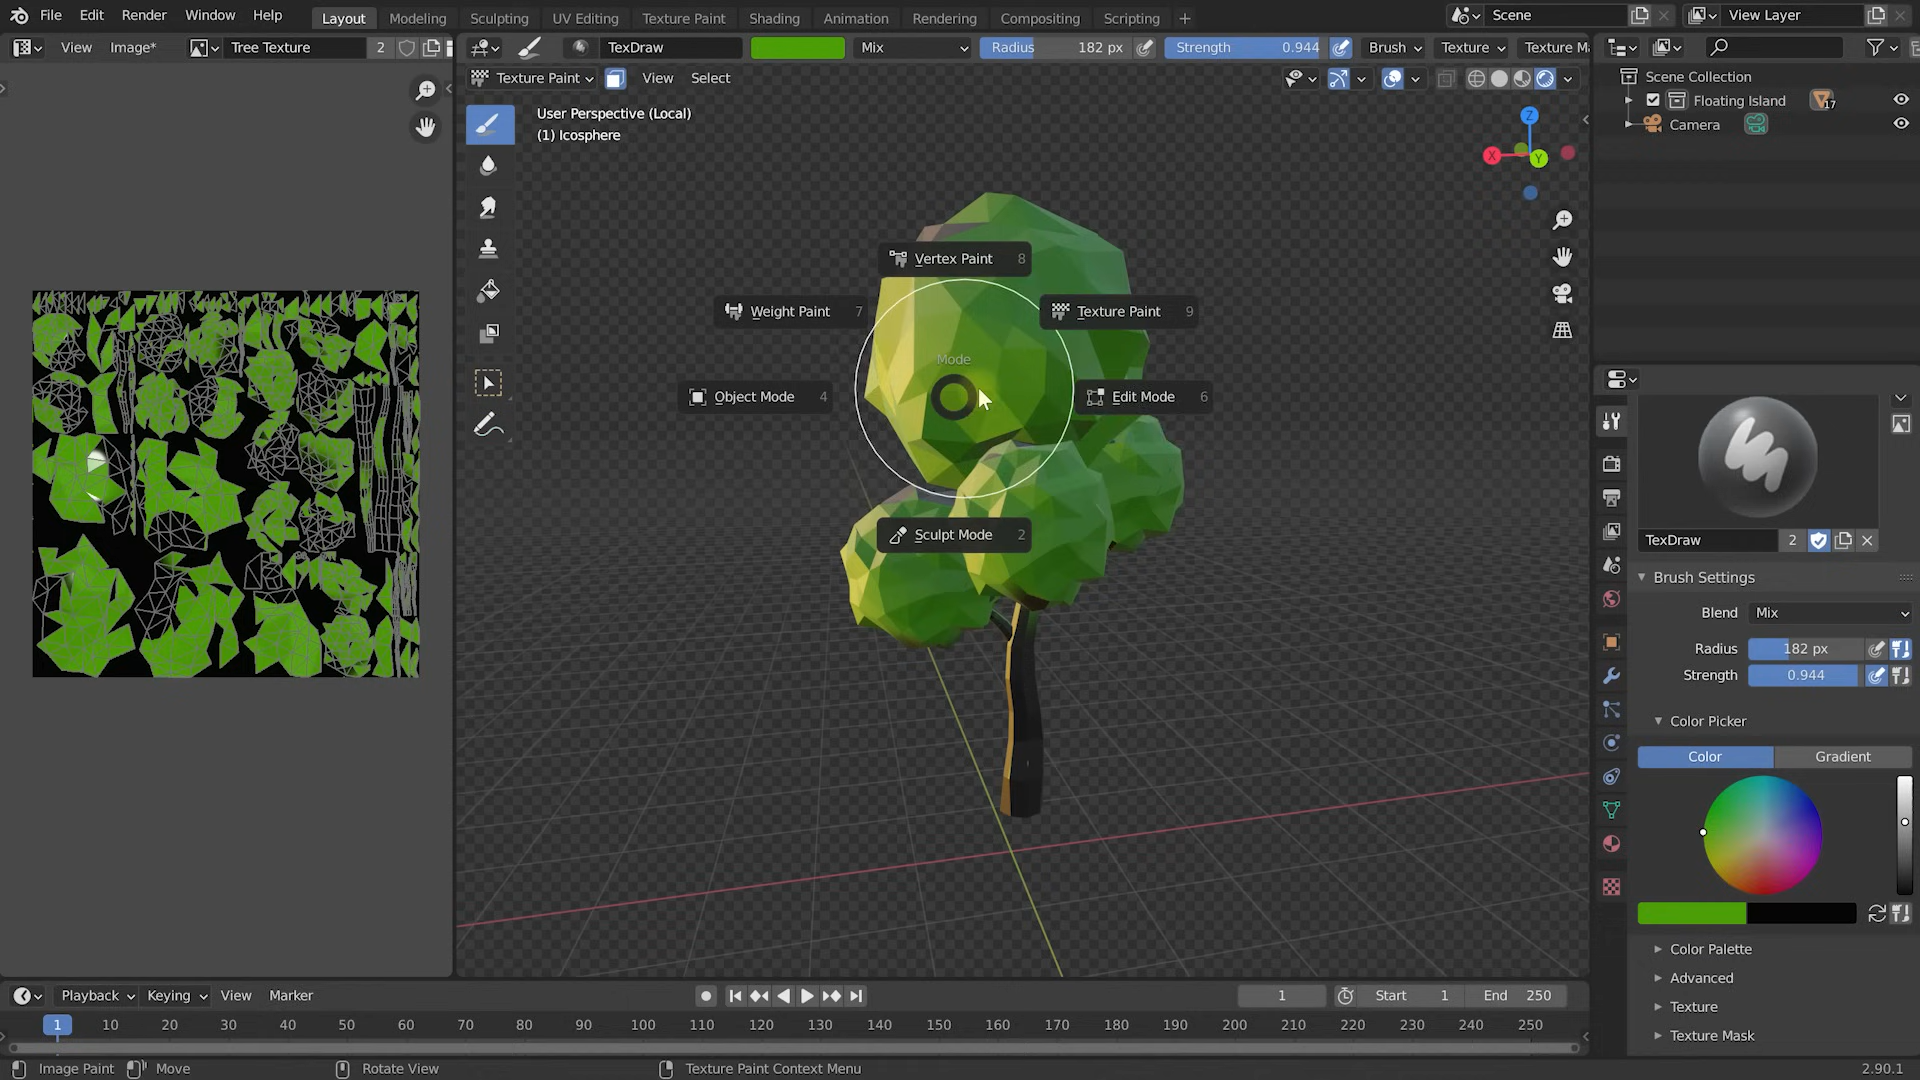 File Edit Render Window Help Layout Modeling Sculpting UV Editing Texture Paint Shading Animation Rendering Compositing Scripting + Scene View Layer
View Image* Tree Texture 2 TexDraw Mix Radius 182 px Strength 0.944 Brush Texture Texture Ma
Texture Paint View Select
Scene Collection
Floating Island 17
Camera
User Perspective (Local)
(1) Icosphere
Z
X
Y
Vertex Paint 8
Weight Paint 7
Texture Paint 9
Mode
Object Mode 4
Edit Mode 6
Sculpt Mode 2
TexDraw 2
Brush Settings
Blend Mix
Radius 182 px
Strength 0.944
Color Picker
Color Gradient
Color Palette
Advanced
Texture
Texture Mask
Playback Keying View Marker 1 Start 1 End 250
1 10 20 30 40 50 60 70 80 90 100 110 120 130 140 150 160 170 180 190 200 210 220 230 240 250
Image Paint Move Rotate View Texture Paint Context Menu 2.90.1